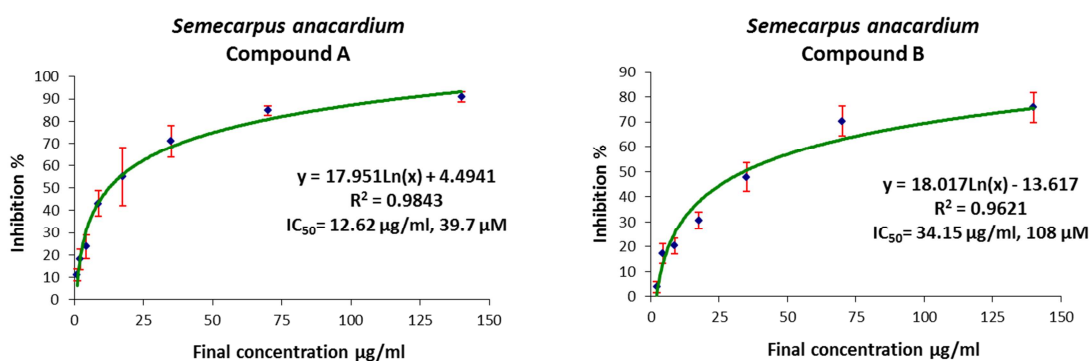 Semecarpus anacardium
Compound A
Inhibition %
100
90
80
70
60
50
40
30
20
10
0
y = 17.951Ln(x) + 4.4941
R² = 0.9843
IC₅₀= 12.62 µg/ml, 39.7 µM
0 25 50 75 100 125 150
Final concentration µg/ml
Semecarpus anacardium
Compound B
Inhibition %
90
80
70
60
50
40
30
20
10
0
y = 18.017Ln(x) - 13.617
R² = 0.9621
IC₅₀= 34.15 µg/ml, 108 µM
0 25 50 75 100 125 150
Final concentration µg/ml